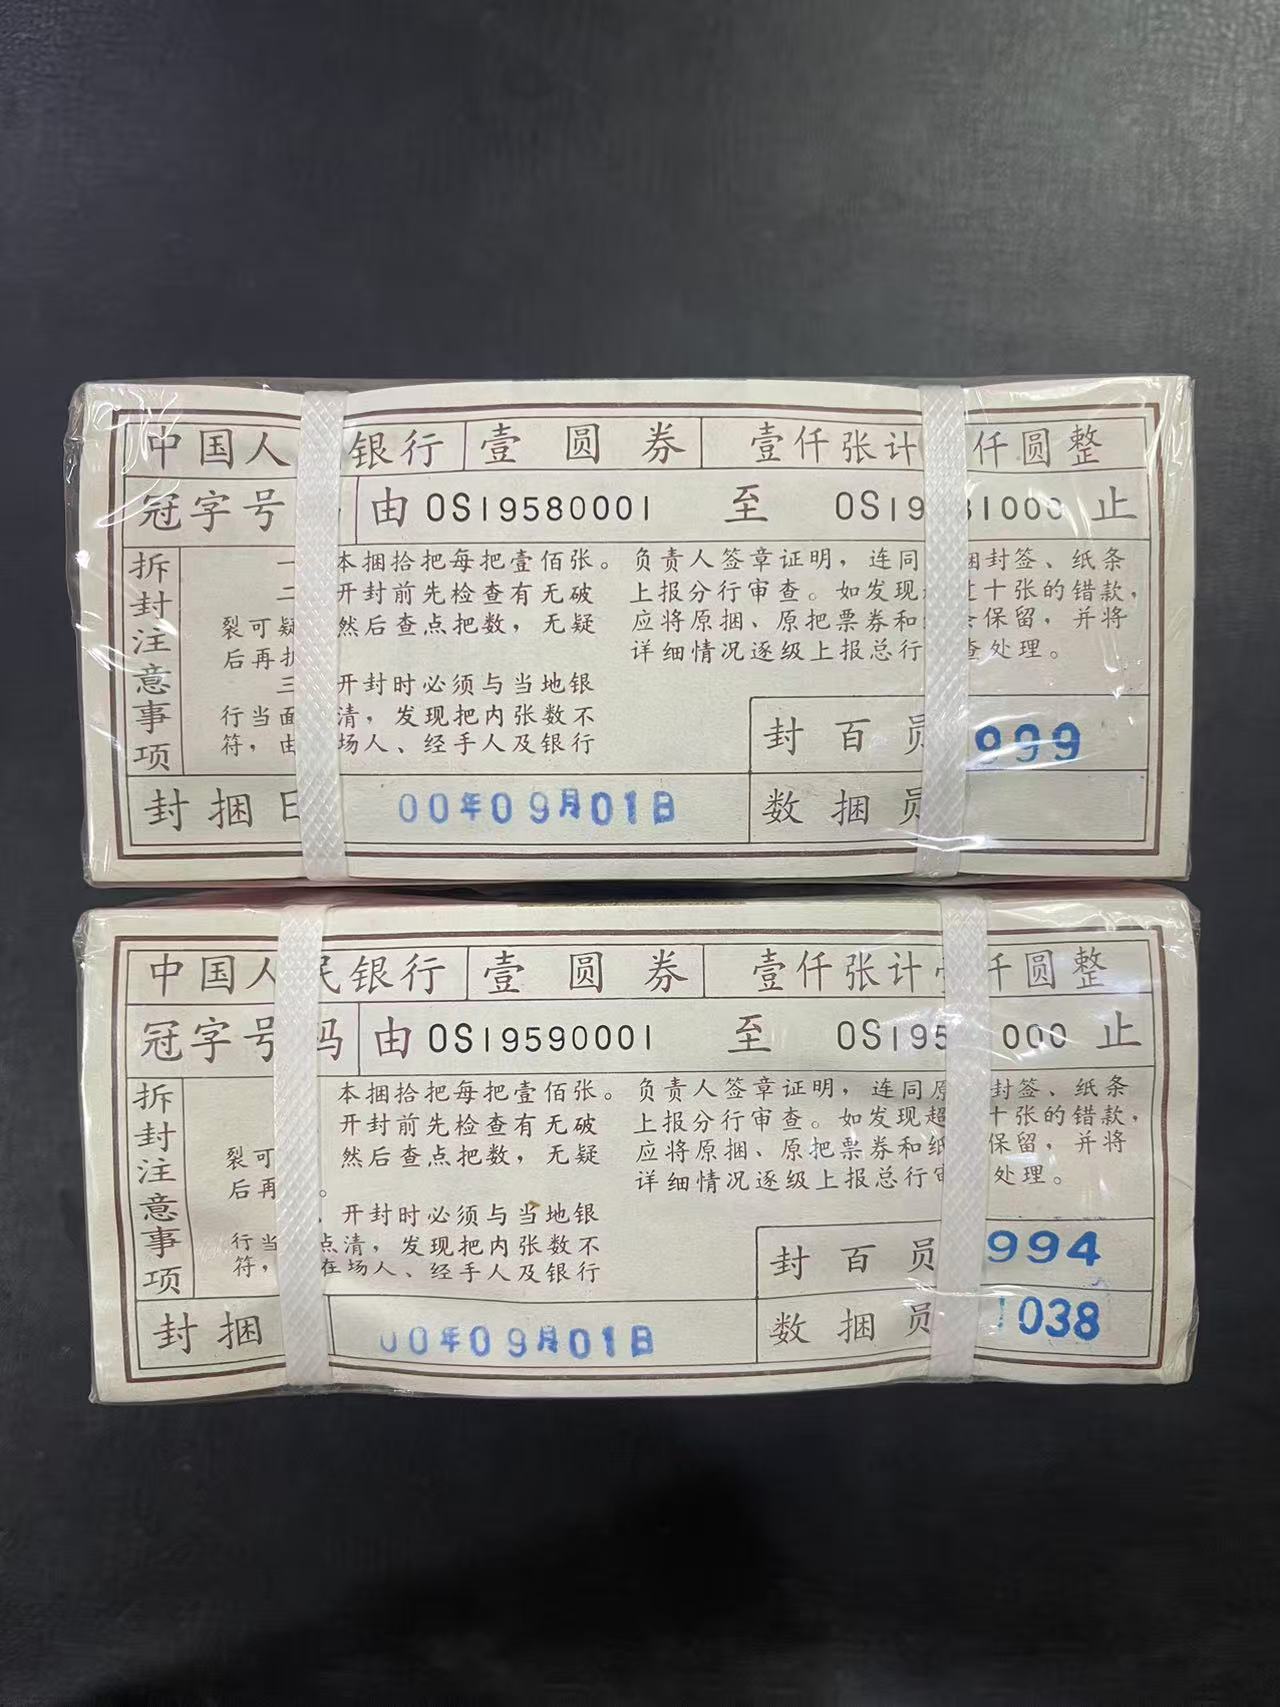 中国人 银行 壹圆券 壹仟张计 仟圆整
冠字号 由 OS19580001 至 OS19 81000 止
拆封注意事项
一 本捆拾把每把壹佰张。
二 开封前先检查有无破
裂可疑 然后查点把数,无疑
后再拆
三 开封时必须与当地银
行当面 清,发现把内张数不
符,由 场人、经手人及银行
负责人签章证明,连同 捆封签、纸条
上报分行审查。如发现 过十张的错款,
应将原捆、原把票券和 条保留,并将
详细情况逐级上报总行 查处理。
封百员 999
封捆日 00年09月01日
数捆员
中国人民银行 壹圆券 壹仟张计壹仟圆整
冠字号码 由 OS19590001 至 OS195 000 止
拆封注意事项
本捆拾把每把壹佰张。
开封前先检查有无破
裂可 然后查点把数,无疑
后再 。
开封时必须与当地银
行当 点清,发现把内张数不
符, 在场人、经手人及银行
负责人签章证明,连同原 封签、纸条
上报分行审查。如发现超 十张的错款,
应将原捆、原把票券和纸 保留,并将
详细情况逐级上报总行审 处理。
封百员 994
封捆 00年09月01日
数捆员 1038